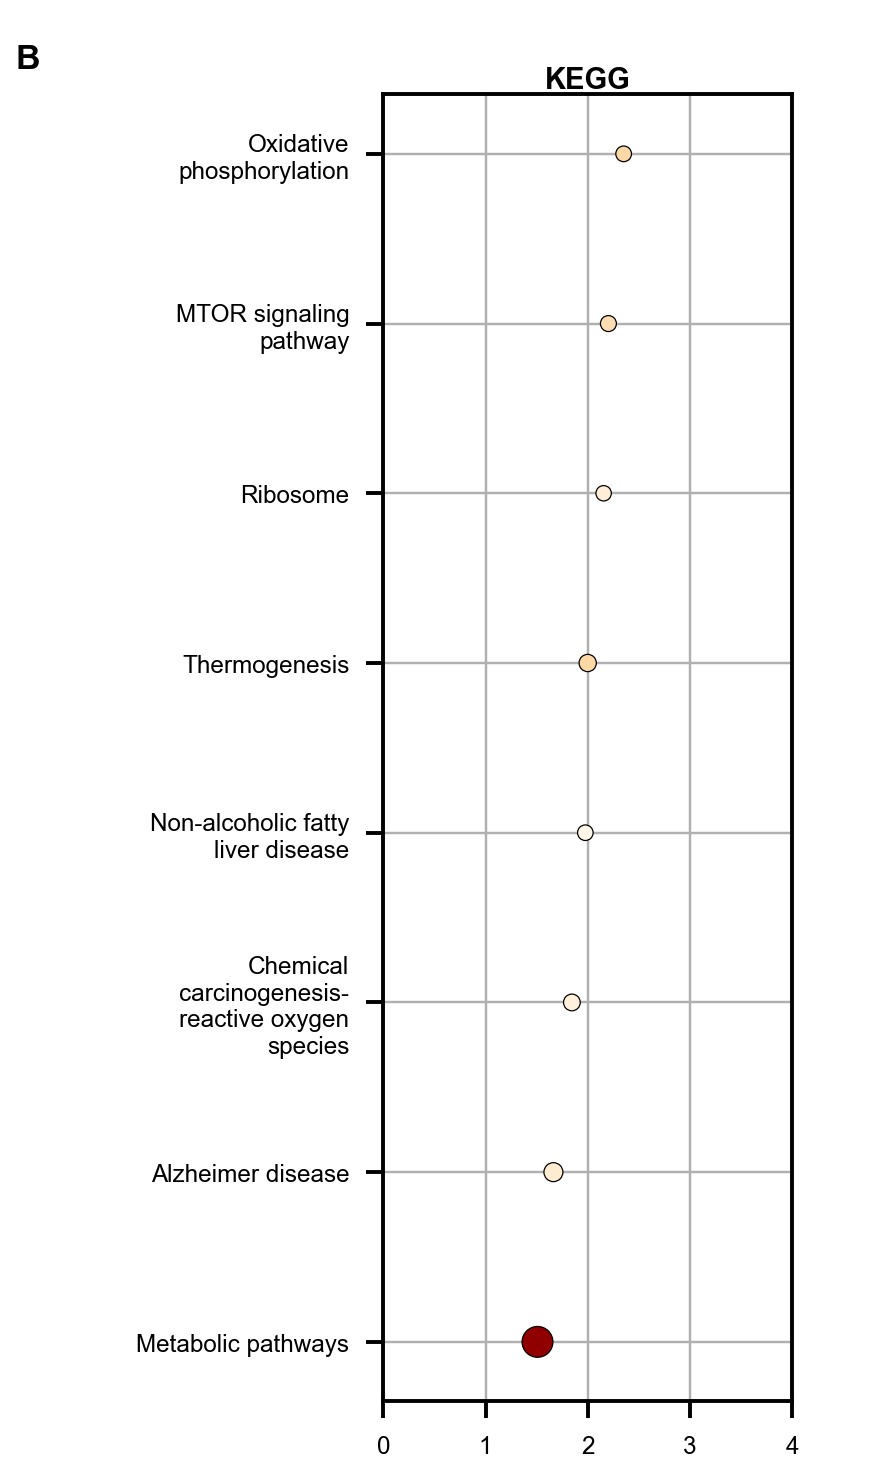 B
KEGG
Oxidative
phosphorylation
MTOR signaling
pathway
Ribosome
Thermogenesis
Non-alcoholic fatty
liver disease
Chemical
carcinogenesis-
reactive oxygen
species
Alzheimer disease
Metabolic pathways
0 1 2 3 4